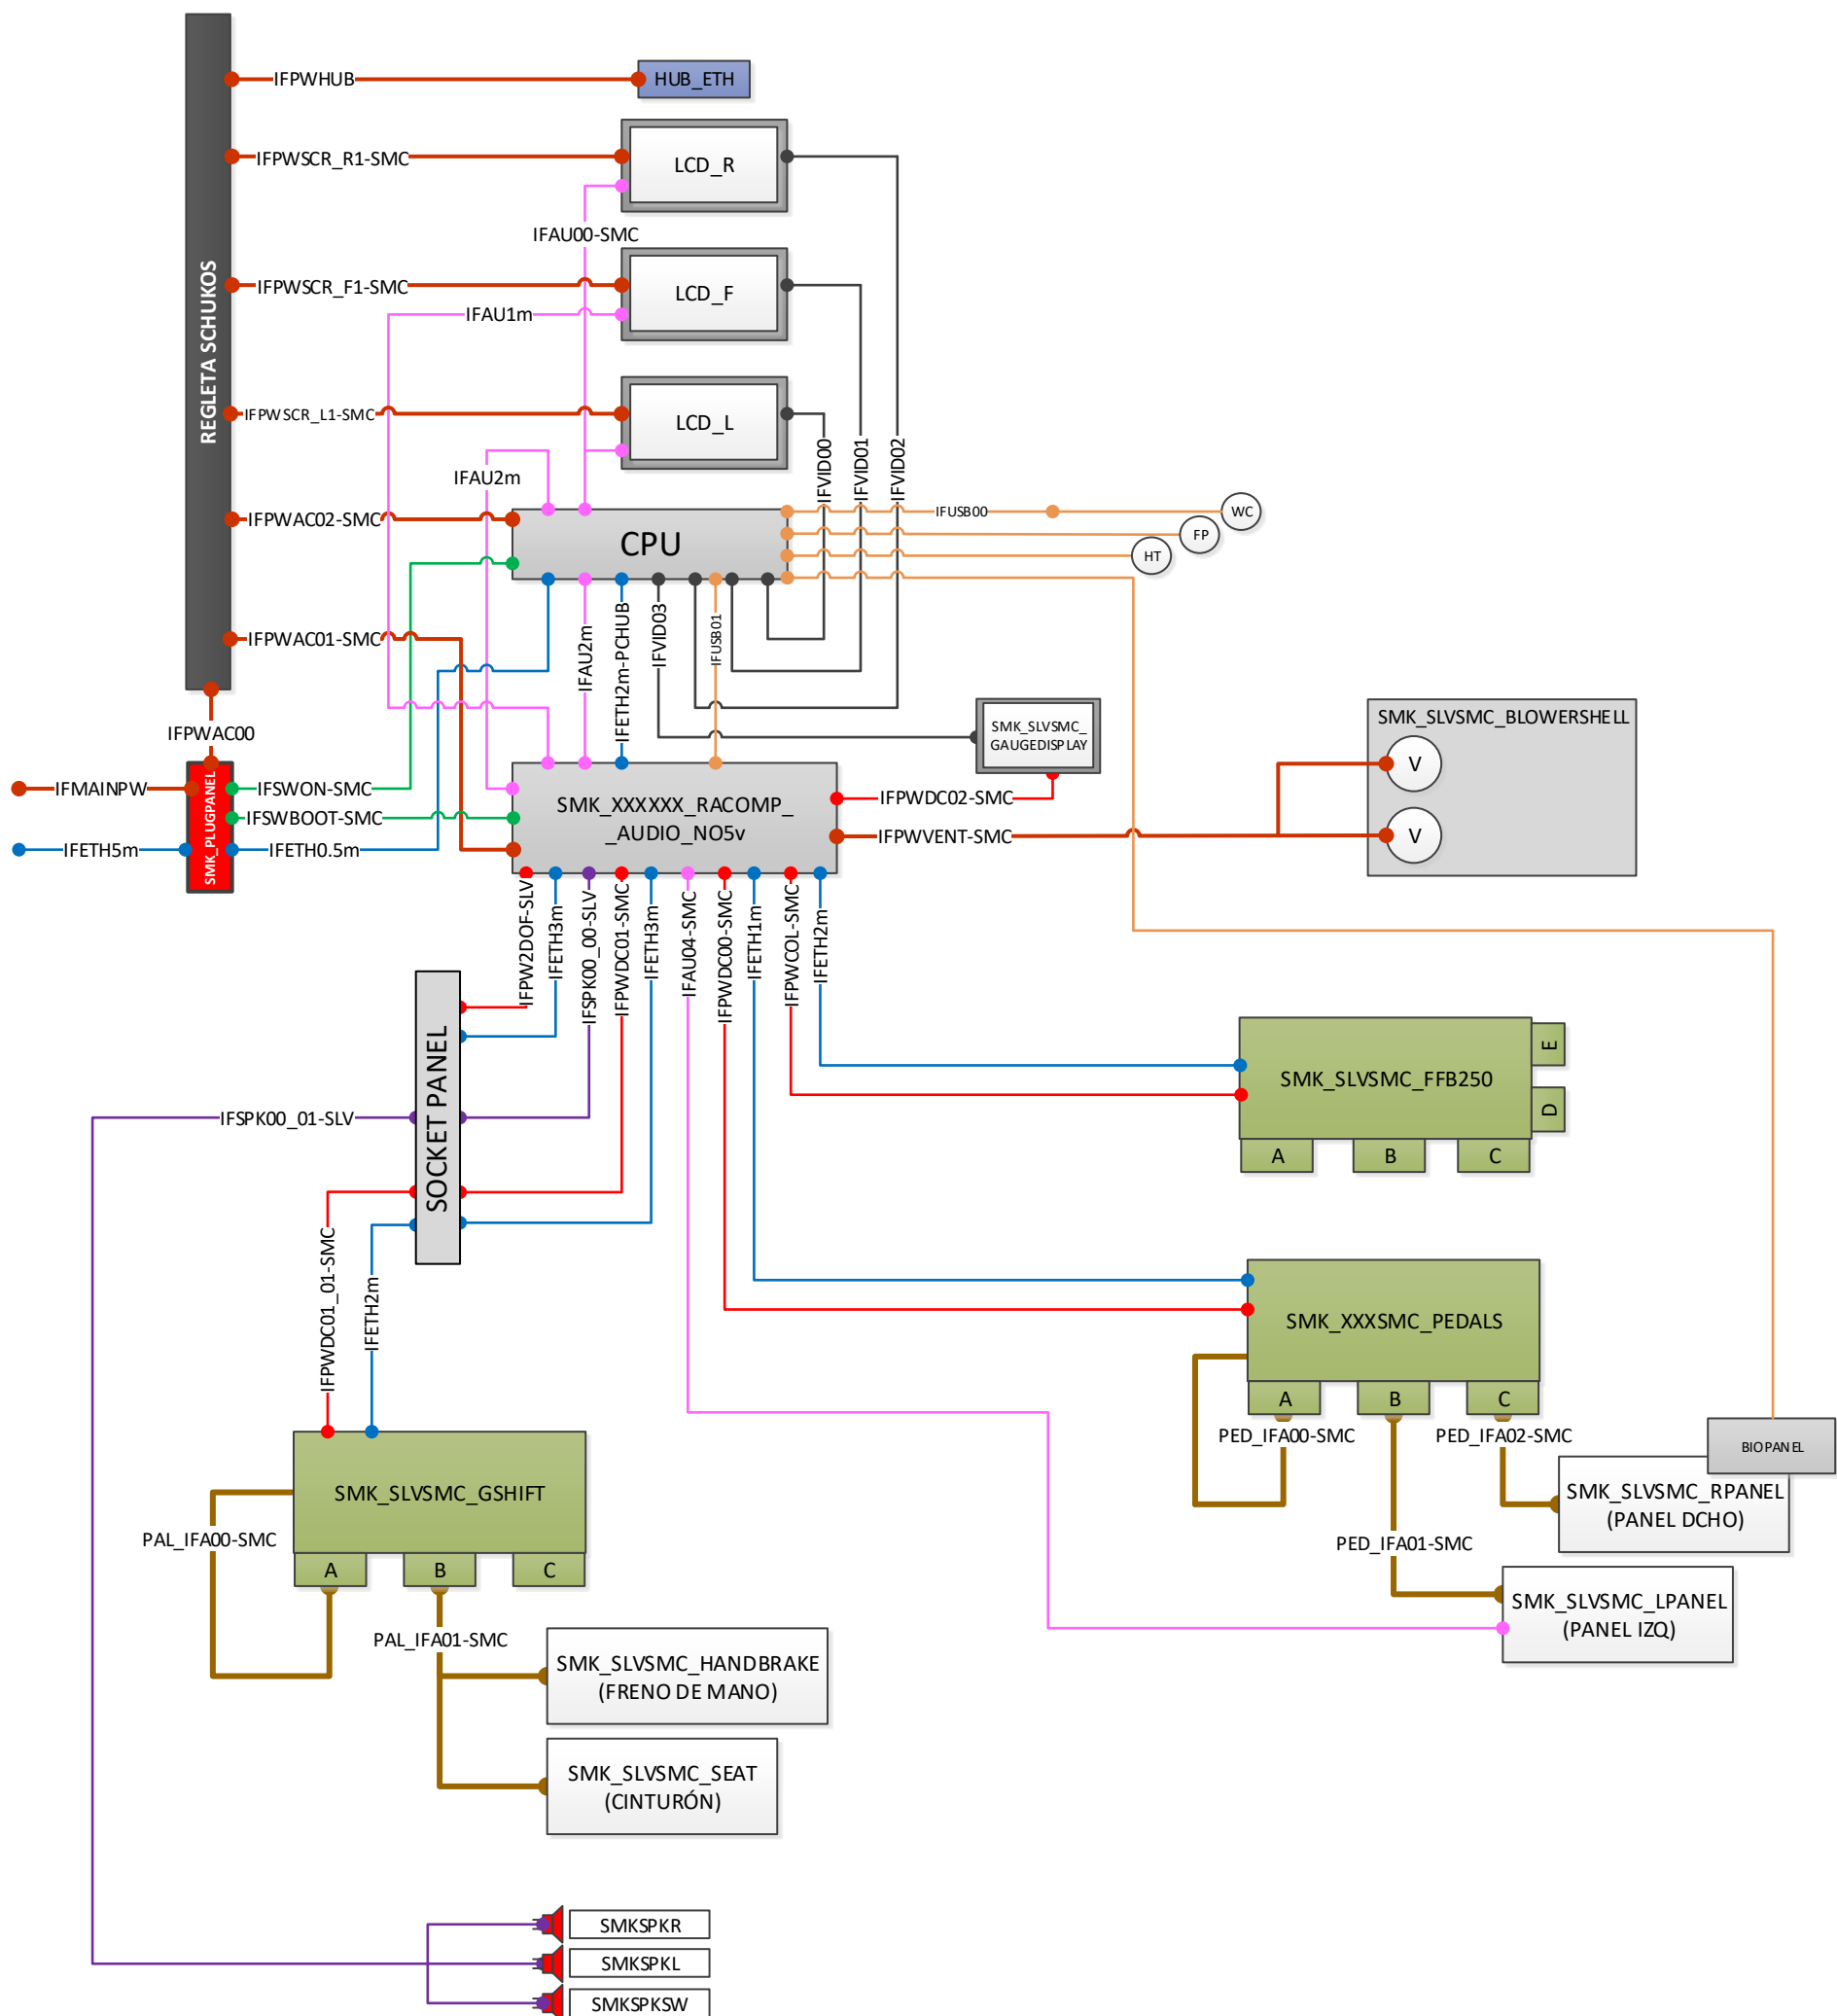 IFPWHUB
HUB_ETH
IFPWSCR_R1-SMC
LCD_R
IFAU00-SMC
REGLETA SCHUKOS
IFPWSCR_F1-SMC
LCD_F
IFAU1m
IFPWSCR_L1-SMC
LCD_L
IFVID00
IFVID01
IFVID02
IFAU2m
IFPWAC02-SMC
CPU
IFUSB00
WC
FP
HT
IFPWAC01-SMC
IFAU2m
IFETH2m-PCHUB
IFVID03
IFUSB01
IFPWAC00
SMK_SLVSMC_
GAUGEDISPLAY
SMK_SLVSMC_BLOWERSHELL
V
V
IFMAINPW
SMK_PLUGPANEL
IFSWON-SMC
IFSWBOOT-SMC
IFETH5m
IFETH0.5m
SMK_XXXXXX_RACOMP_
_AUDIO_NO5v
IFPWDC02-SMC
IFPWVENT-SMC
IFPW2DOF-SLV
IFETH3m
IFSPK00_00-SLV
IFPWDC01-SMC
IFETH3m
IFAU04-SMC
IFPWDC00-SMC
IFETH1m
IFPWCOL-SMC
IFETH2m
SOCKET PANEL
IFSPK00_01-SLV
SMK_SLVSMC_FFB250
E
D
A
B
C
IFPWDC01_01-SMC
IFETH2m
SMK_XXXSMC_PEDALS
A
B
C
PED_IFA00-SMC
PED_IFA02-SMC
BIOPANEL
SMK_SLVSMC_RPANEL
(PANEL DCHO)
PED_IFA01-SMC
SMK_SLVSMC_LPANEL
(PANEL IZQ)
SMK_SLVSMC_GSHIFT
PAL_IFA00-SMC
A
B
C
PAL_IFA01-SMC
SMK_SLVSMC_HANDBRAKE
(FRENO DE MANO)
SMK_SLVSMC_SEAT
(CINTURÓN)
SMKSPKR
SMKSPKL
SMKSPKSW